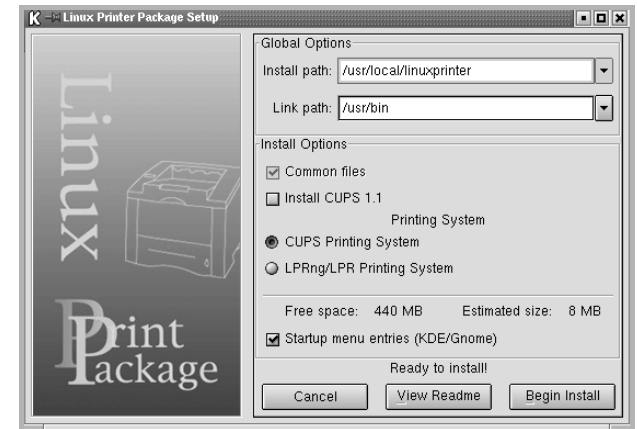 Linux Printer Package Setup
Linux
Print
Package
Global Options
Install path: /usr/local/linuxprinter
Link path: /usr/bin
Install Options
Common files
Install CUPS 1.1
Printing System
CUPS Printing System
LPRng/LPR Printing System
Free space: 440 MB Estimated size: 8 MB
Startup menu entries (KDE/Gnome)
Ready to install!
Cancel View Readme Begin Install